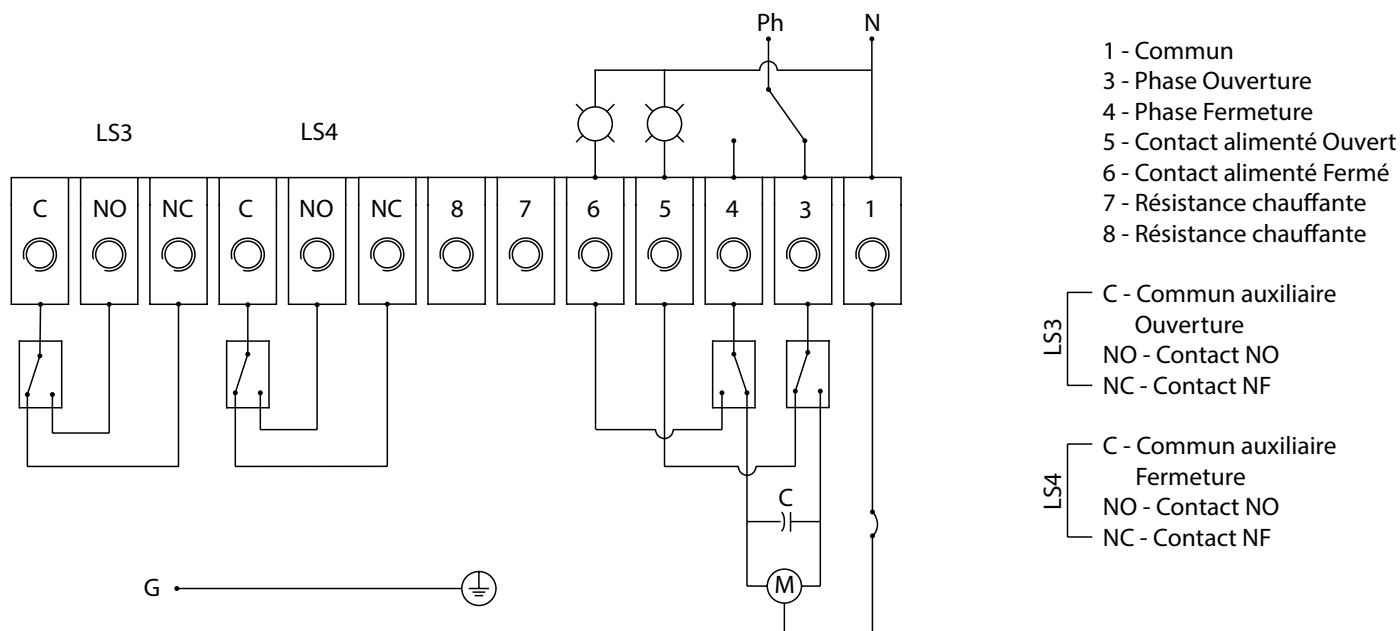 Ph N
LS3 LS4
C NO NC C NO NC 8 7 6 5 4 3 1
C
M
G
1 - Commun
3 - Phase Ouverture
4 - Phase Fermeture
5 - Contact alimenté Ouvert
6 - Contact alimenté Fermé
7 - Résistance chauffante
8 - Résistance chauffante
LS3
C - Commun auxiliaire
Ouverture
NO - Contact NO
NC - Contact NF
LS4
C - Commun auxiliaire
Fermeture
NO - Contact NO
NC - Contact NF